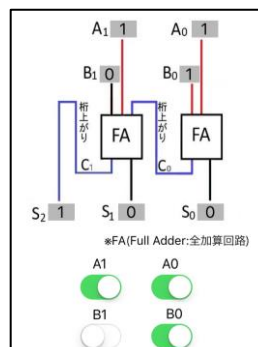 A₁ 1 A₀ 1
B₁ 0 B₀ 1
桁上がり 桁上がり
FA FA
C₁ C₀
S₂ 1 S₁ 0 S₀ 0
※FA(Full Adder:全加算回路)
A1 A0
B1 B0